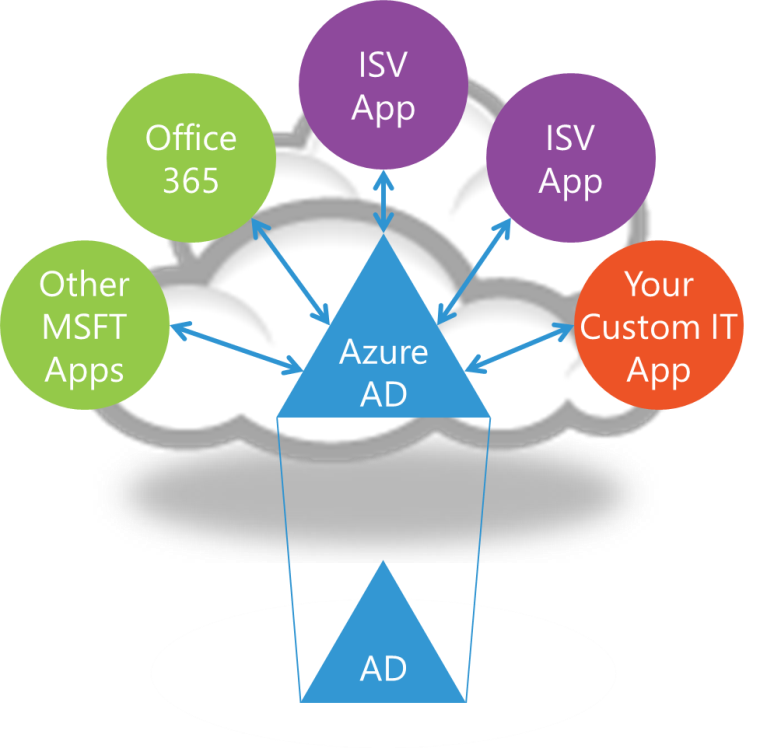 ISV
App
Office
365
ISV
App
Other
MSFT
Apps
Your
Custom IT
App
Azure
AD
AD